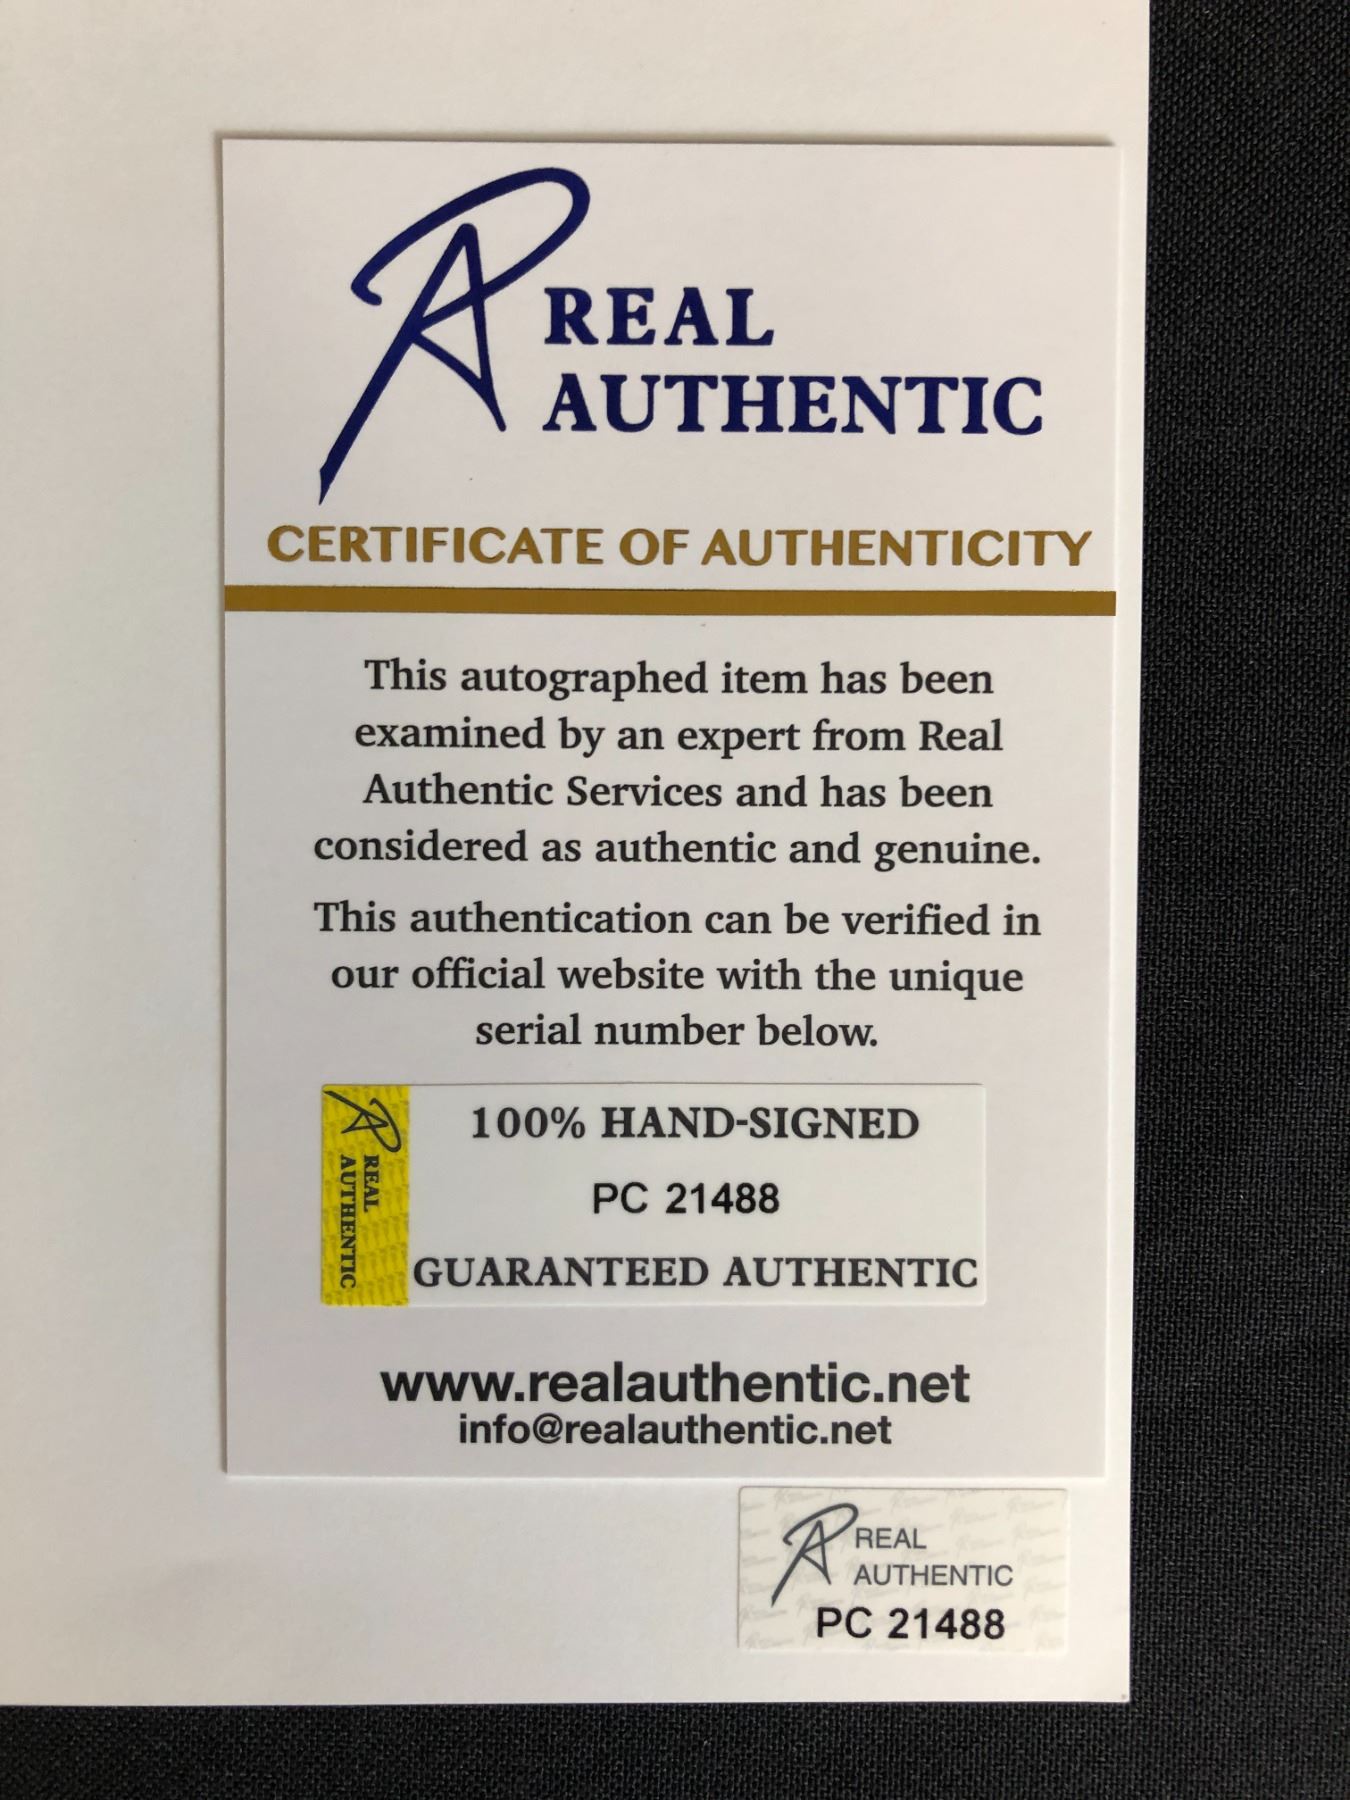 REAL
AUTHENTIC
CERTIFICATE OF AUTHENTICITY
This autographed item has been
examined by an expert from Real
Authentic Services and has been
considered as authentic and genuine.
This authentication can be verified in
our official website with the unique
serial number below.
REAL
AUTHENTIC
100% HAND-SIGNED
PC 21488
GUARANTEED AUTHENTIC
www.realauthentic.net
info@realauthentic.net
REAL
AUTHENTIC
PC 21488